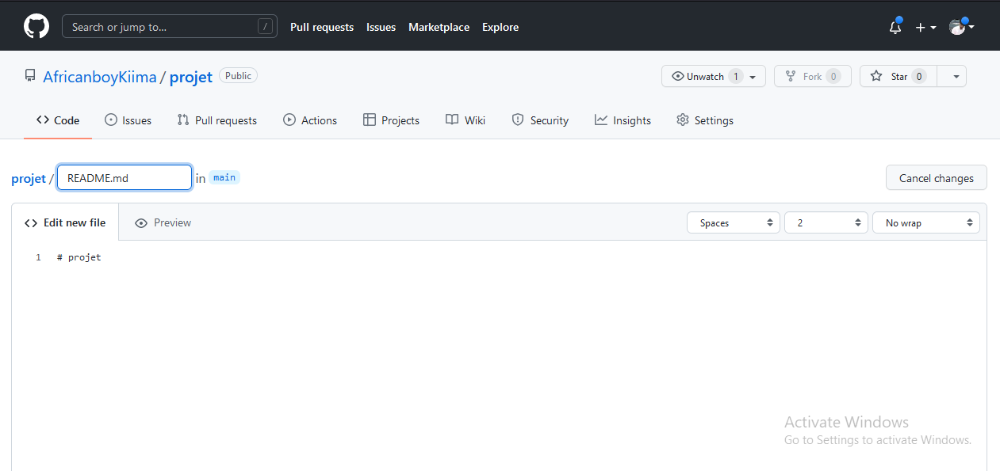 Search or jump to... / Pull requests Issues Marketplace Explore
AfricanboyKiima / projet Public Unwatch 1 Fork 0 Star 0
Code Issues Pull requests Actions Projects Wiki Security Insights Settings
projet / README.md in main Cancel changes
Edit new file Preview Spaces 2 No wrap
1 # projet
Activate Windows
Go to Settings to activate Windows.